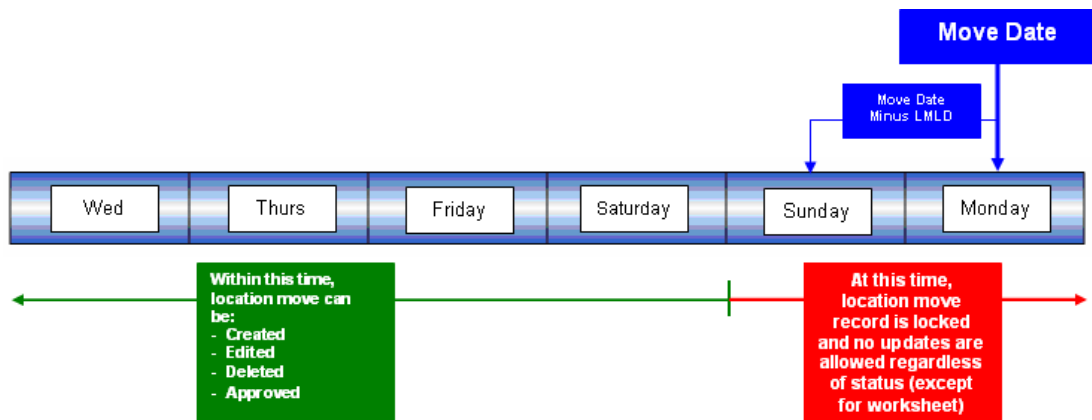 Move Date
Move Date
Minus LMLD
Wed
Thurs
Friday
Saturday
Sunday
Monday
Within this time,
location move can
be:
- Created
- Edited
- Deleted
- Approved
At this time,
location move
record is locked
and no updates are
allowed regardless
of status (except
for worksheet)